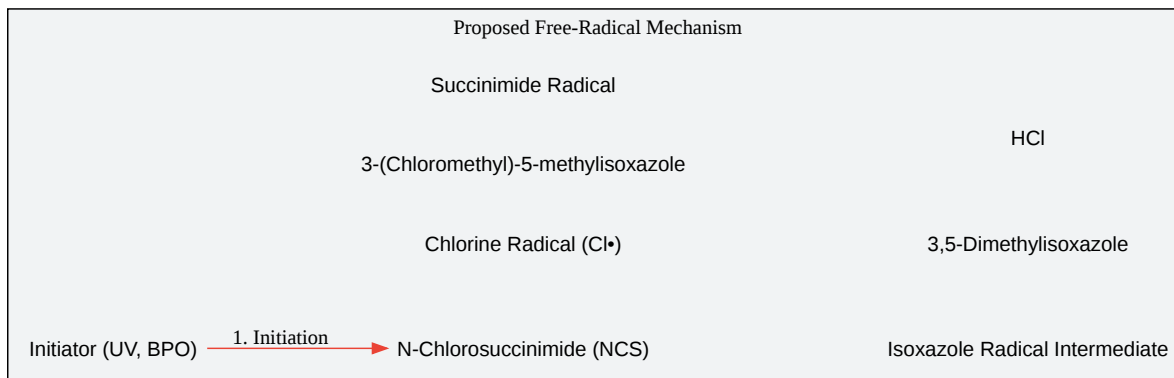 Proposed Free-Radical Mechanism
Succinimide Radical
HCl
3-(Chloromethyl)-5-methylisoxazole
Chlorine Radical (Cl•)
3,5-Dimethylisoxazole
Initiator (UV, BPO)
1. Initiation
N-Chlorosuccinimide (NCS)
Isoxazole Radical Intermediate